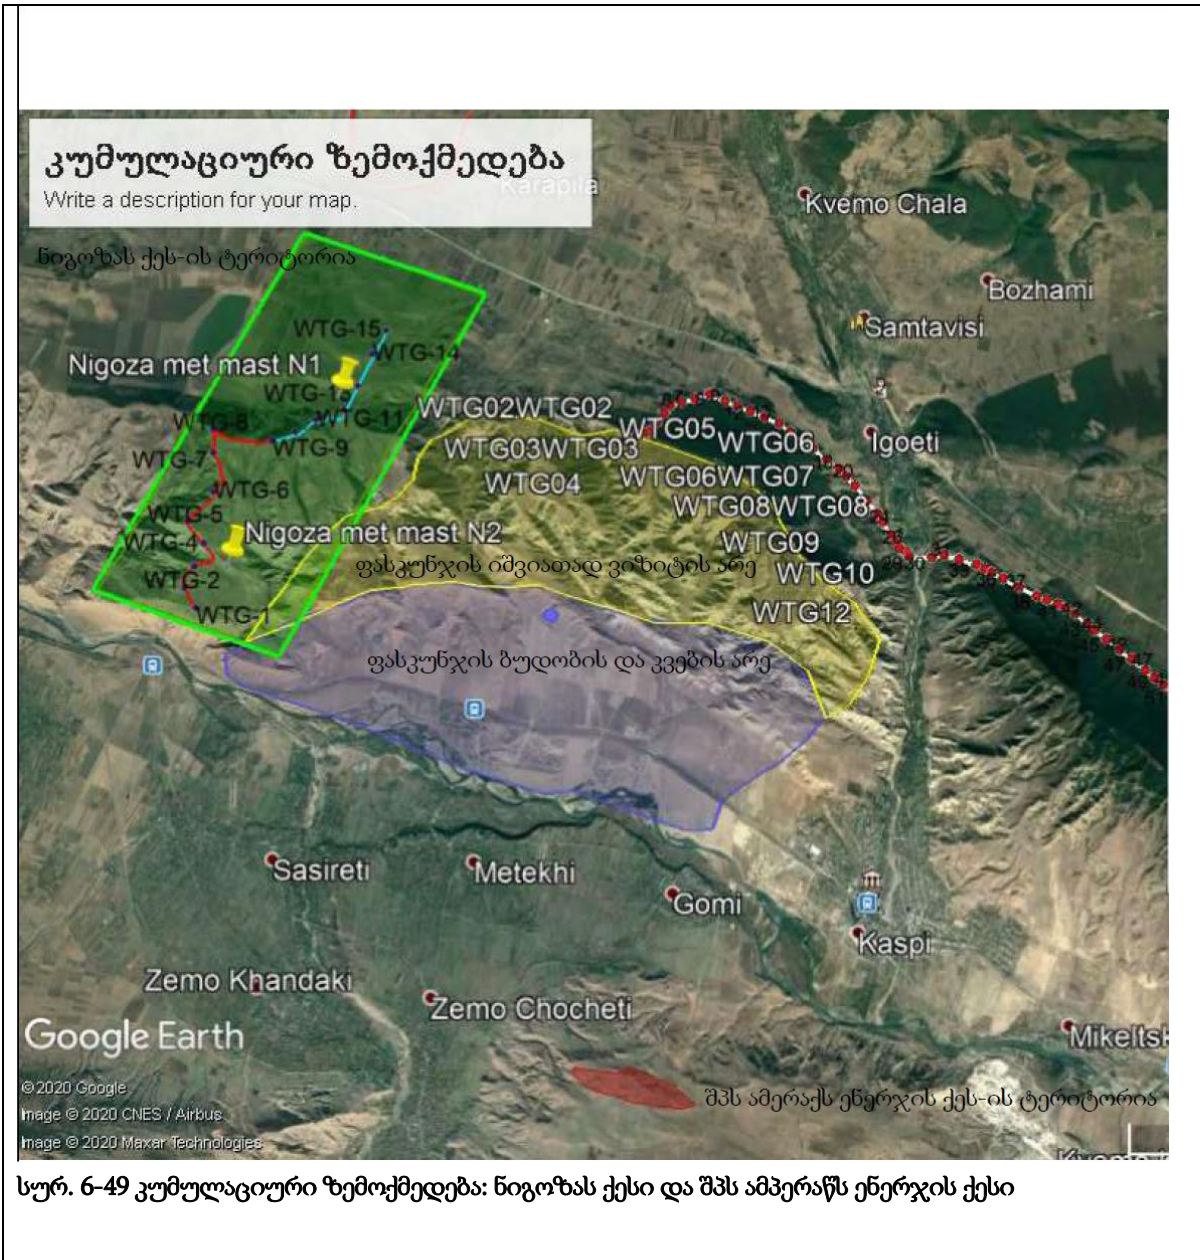 კუმულაციური ზემოქმედება
Write a description for your map.
Karapila
Kvemo Chala
ნიგოზას ქეს-ის ტერიტორია
Bozhami
Samtavisi
WTG-15
WTG-14
Nigoza met mast N1
WTG-13
WTG-8
WTG-11
WTG02WTG02
WTG05
WTG06
Igoeti
WTG-9
WTG03WTG03
WTG-7
WTG06WTG07
WTG04
WTG-6
WTG08WTG08
WTG-5
Nigoza met mast N2
WTG-4
WTG09
ფასკუნჯის იშვიათად ვიზიტის არე
WTG10
WTG-2
WTG-1
WTG12
ფასკუნჯის ბუდობის და კვების არე
Sasireti
Metekhi
Gomi
Kaspi
Zemo Khandaki
Zemo Chocheti
Google Earth
Mikelts
©2020 Google
შპს ამერაქს ენერჯის ქეს-ის ტერიტორია
Image © 2020 CNES / Airbus
Image © 2020 Maxar Technologies
სურ. 6-49 კუმულაციური ზემოქმედება: ნიგოზას ქესი და შპს ამპერაწს ენერჯის ქესი